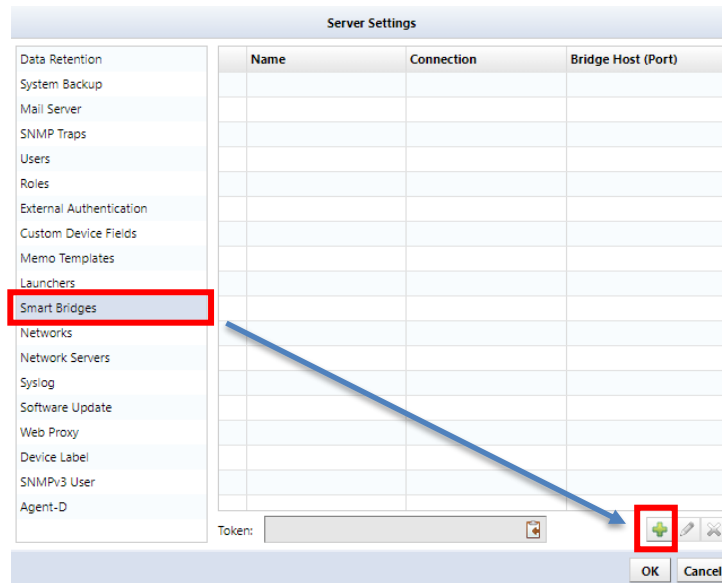 Server Settings
Name Connection Bridge Host (Port)
Data Retention
System Backup
Mail Server
SNMP Traps
Users
Roles
External Authentication
Custom Device Fields
Memo Templates
Launchers
Smart Bridges
Networks
Network Servers
Syslog
Software Update
Web Proxy
Device Label
SNMPv3 User
Agent-D
Token:
OK Cancel